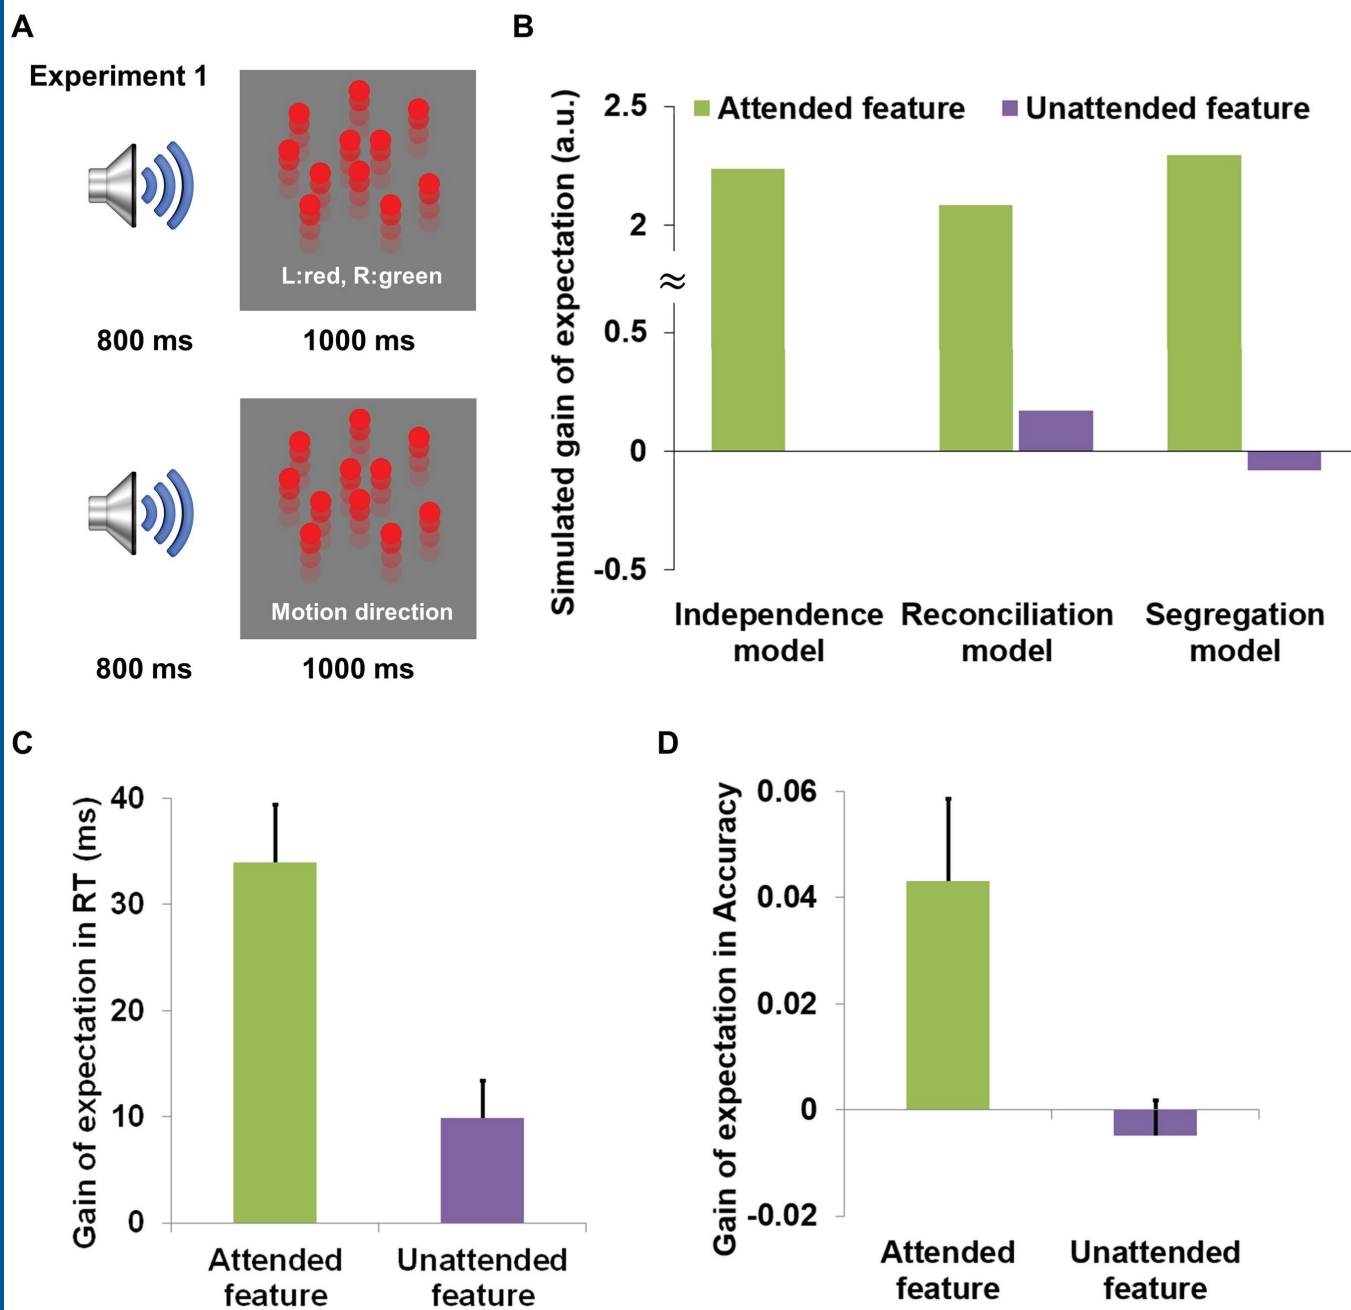 A
Experiment 1
L:red, R:green
800 ms
1000 ms
Motion direction
800 ms
1000 ms
B
Simulated gain of expectation (a.u.)
Attended feature
Unattended feature
2.5
2
≈
0.5
0
-0.5
Independence
model
Reconciliation
model
Segregation
model
C
Gain of expectation in RT (ms)
40
30
20
10
0
Attended
feature
Unattended
feature
D
Gain of expectation in Accuracy
0.06
0.04
0.02
0
-0.02
Attended
feature
Unattended
feature